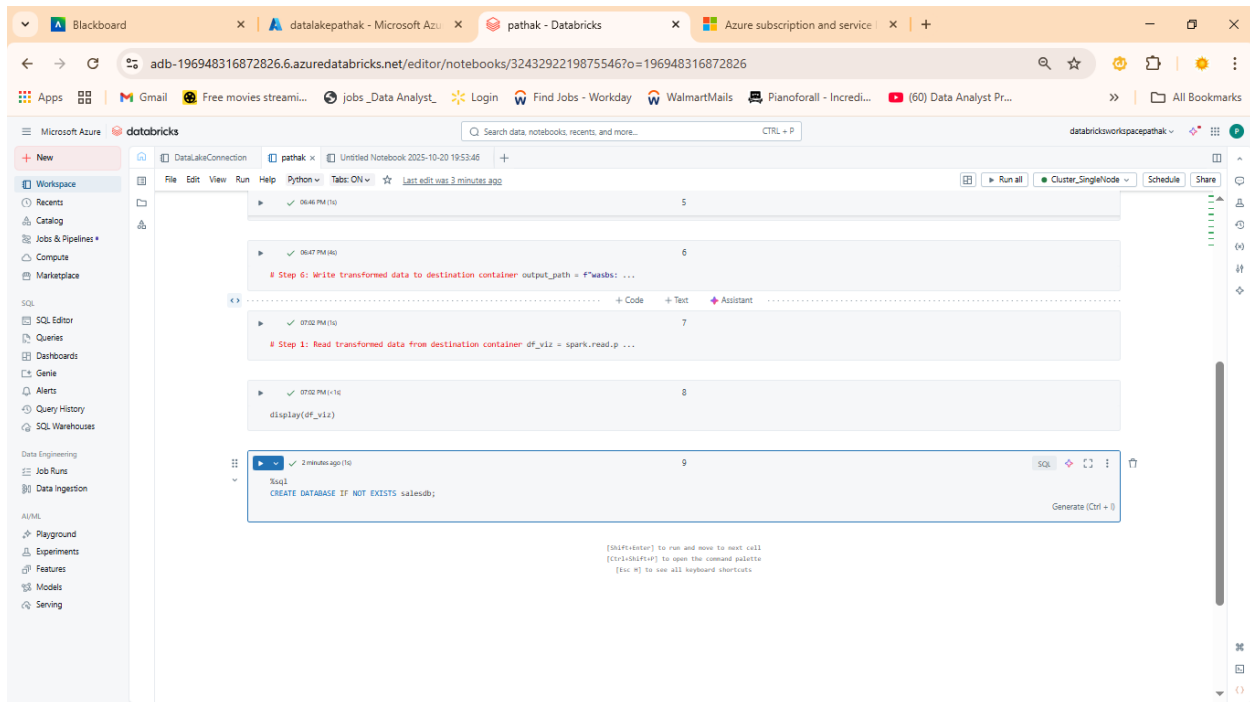 Blackboard
datalakepathak - Microsoft Azu
pathak - Databricks
Azure subscription and service
adb-196948316872826.6.azuredatabricks.net/editor/notebooks/3243292219875546?o=196948316872826
Apps
Gmail
Free movies streami...
jobs _Data Analyst_
Login
Find Jobs - Workday
WalmartMails
Pianoforall - Incredi...
(60) Data Analyst Pr...
All Bookmarks
Microsoft Azure
databricks
Search data, notebooks, recents, and more...
CTRL + P
databricksworkspacepathak
P
New
DataLakeConnection
pathak
Untitled Notebook 2025-10-20 19:53:46
File Edit View Run Help Python Tabs: ON Last edit was 3 minutes ago
Run all
Cluster_SingleNode
Schedule
Share
Workspace
Recents
Catalog
Jobs & Pipelines
Compute
Marketplace
SQL
SQL Editor
Queries
Dashboards
Genie
Alerts
Query History
SQL Warehouses
Data Engineering
Job Runs
Data Ingestion
AI/ML
Playground
Experiments
Features
Models
Serving
06:46 PM (1s)
5
06:47 PM (4s)
6
# Step 6: Write transformed data to destination container output_path = f"wasbs: ...
+ Code + Text Assistant
07:02 PM (1s)
7
# Step 1: Read transformed data from destination container df_viz = spark.read.p ...
07:02 PM (<1s)
8
display(df_viz)
2 minutes ago (1s)
9
SQL
%sql
CREATE DATABASE IF NOT EXISTS salesdb;
Generate (Ctrl + I)
[Shift+Enter] to run and move to next cell
[Ctrl+Shift+P] to open the command palette
[Esc H] to see all keyboard shortcuts